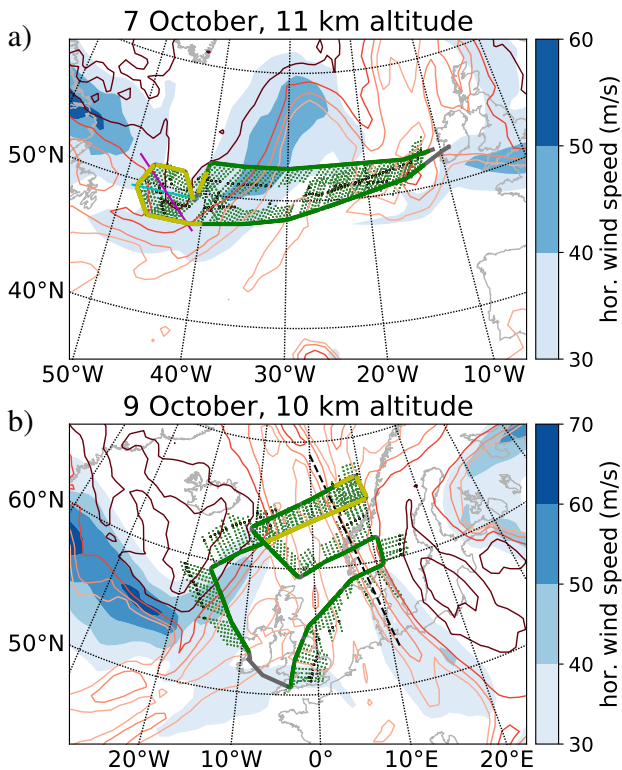 a)
7 October, 11 km altitude
60
50
40
30
hor. wind speed (m/s)
50°N
40°N
50°W
40°W
30°W
20°W
10°W
b)
9 October, 10 km altitude
70
60
50
40
30
hor. wind speed (m/s)
60°N
50°N
20°W
10°W
0°
10°E
20°E